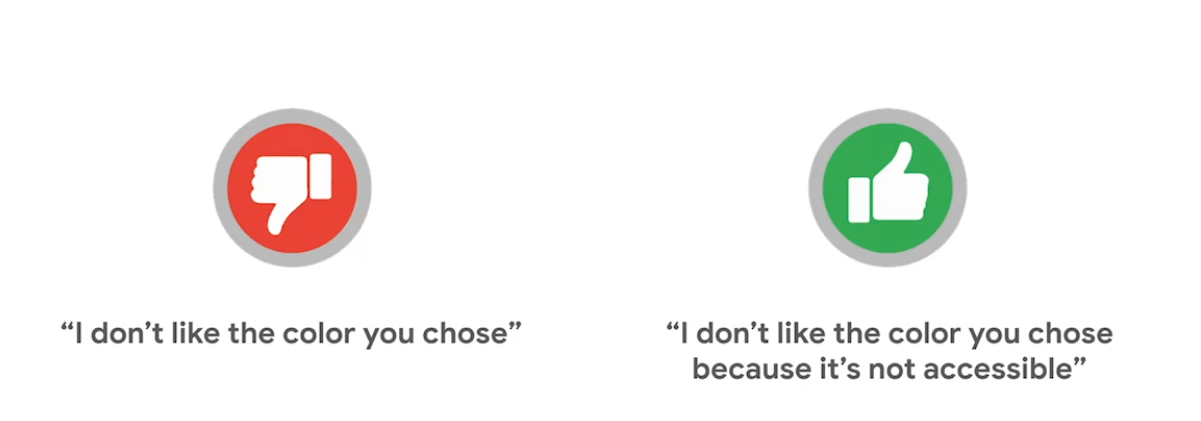 “I don’t like the color you chose”
“I don’t like the color you chose
because it’s not accessible”